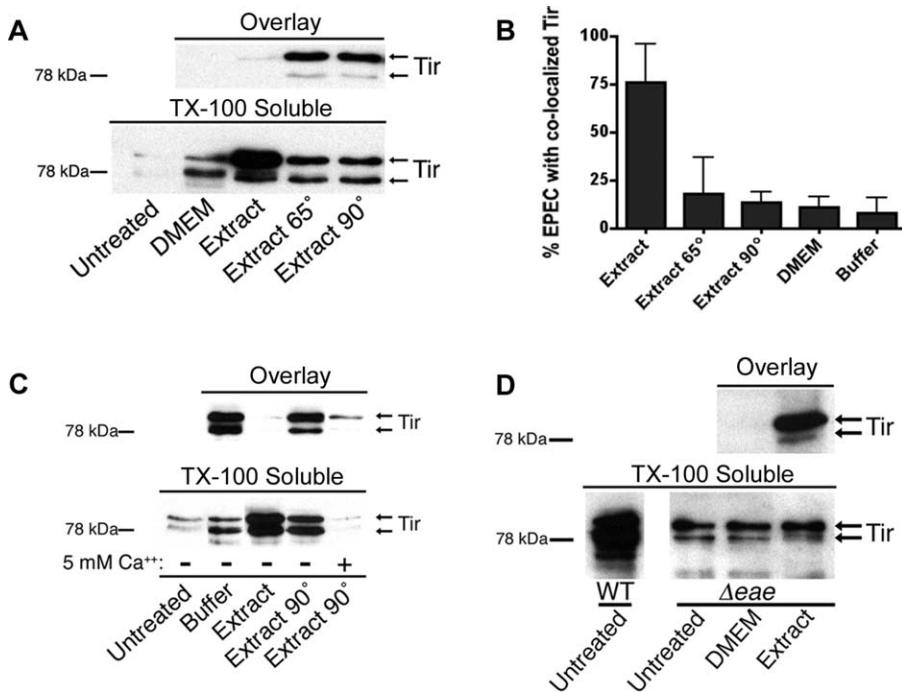 A
Overlay
78 kDa
Tir
TX-100 Soluble
78 kDa
Tir
Untreated
DMEM
Extract
Extract 65°
Extract 90°
B
% EPEC with co-localized Tir
100
75
50
25
0
Extract
Extract 65°
Extract 90°
DMEM
Buffer
C
Overlay
78 kDa
Tir
TX-100 Soluble
78 kDa
Tir
5 mM Ca⁺⁺: - - - - +
Untreated
Buffer
Extract
Extract 90°
Extract 90°
D
Overlay
78 kDa
Tir
TX-100 Soluble
78 kDa
Tir
WT Δeae
Untreated
Untreated
DMEM
Extract